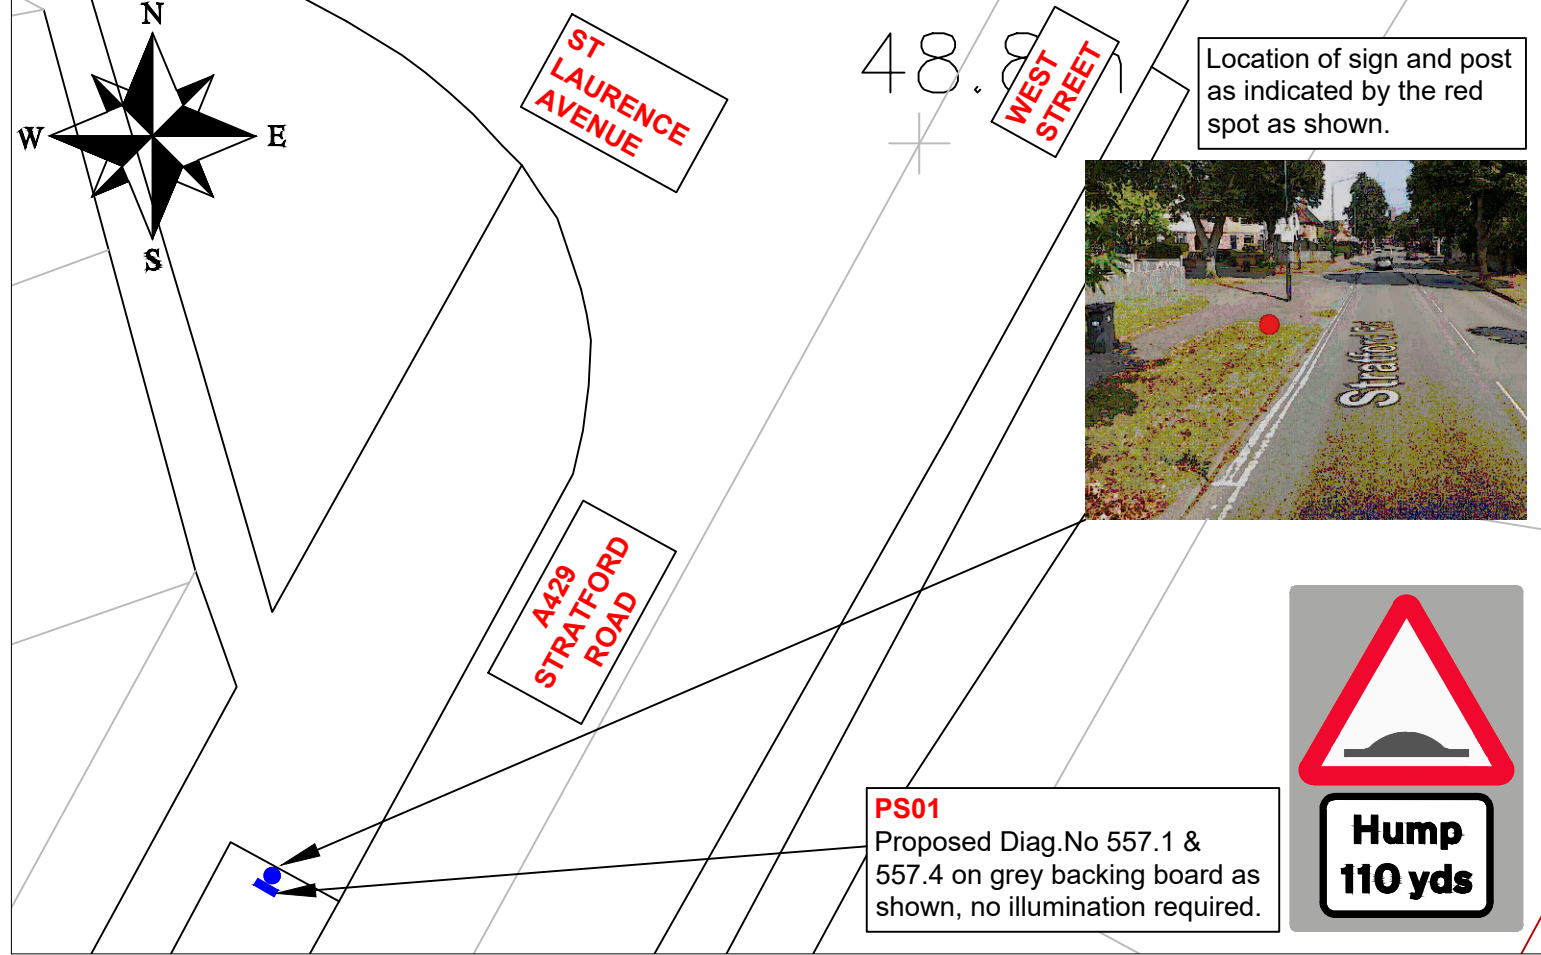 N
W
E
S
ST
LAURENCE
AVENUE
48.8m
WEST
STREET
Location of sign and post
as indicated by the red
spot as shown.
Stratford Rd
A429
STRATFORD
ROAD
PS01
Proposed Diag.No 557.1 &
557.4 on grey backing board as
shown, no illumination required.
Hump
110 yds